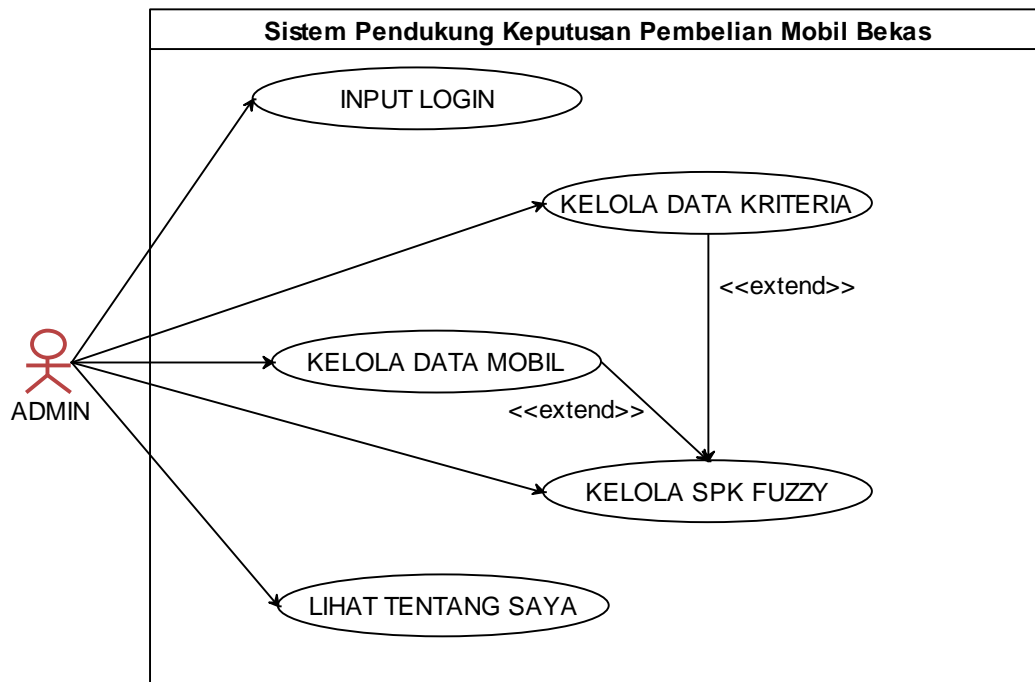 Sistem Pendukung Keputusan Pembelian Mobil Bekas
INPUT LOGIN
KELOLA DATA KRITERIA
<<extend>>
KELOLA DATA MOBIL
<<extend>>
ADMIN
KELOLA SPK FUZZY
LIHAT TENTANG SAYA